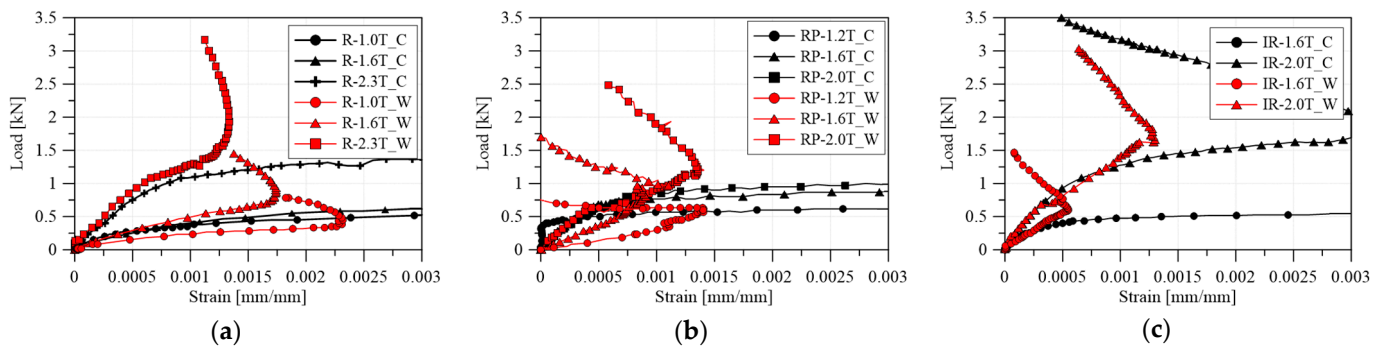 3.5
3
2.5
2
1.5
1
0.5
0
Load [kN]
0 0.0005 0.001 0.0015 0.002 0.0025 0.003
Strain [mm/mm]
R-1.0T_C
R-1.6T_C
R-2.3T_C
R-1.0T_W
R-1.6T_W
R-2.3T_W
(a)
3.5
3
2.5
2
1.5
1
0.5
0
Load [kN]
0 0.0005 0.001 0.0015 0.002 0.0025 0.003
Strain [mm/mm]
RP-1.2T_C
RP-1.6T_C
RP-2.0T_C
RP-1.2T_W
RP-1.6T_W
RP-2.0T_W
(b)
3.5
3
2.5
2
1.5
1
0.5
0
Load [kN]
0 0.0005 0.001 0.0015 0.002 0.0025 0.003
Strain [mm/mm]
IR-1.6T_C
IR-2.0T_C
IR-1.6T_W
IR-2.0T_W
(c)